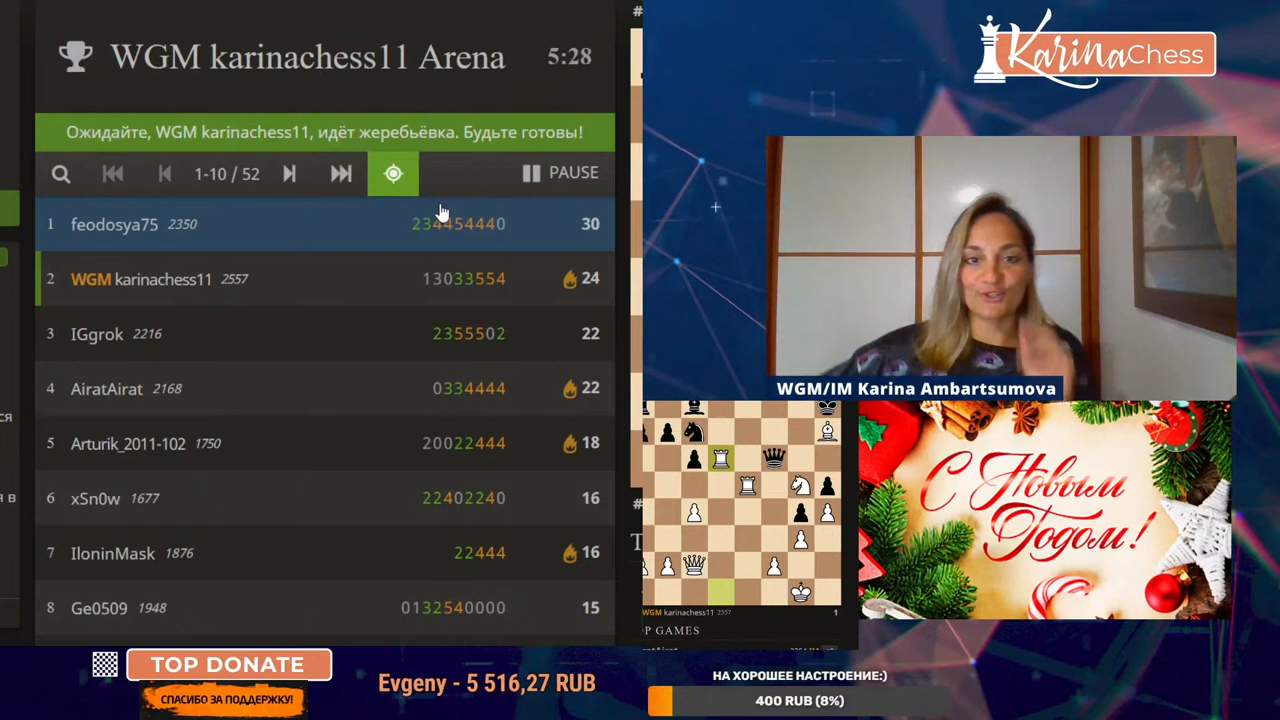 WGM karinachess11 Arena 5:28
Ожидайте, WGM karinachess11, идёт жеребьёвка. Будьте готовы!
1-10 / 52 PAUSE
1 feodosya75 2350 234454440 30
2 WGM karinachess11 2557 13033554 24
3 IGgrok 2216 2355502 22
4 AiratAirat 2168 0334444 22
5 Arturik_2011-102 1750 20022444 18
6 xSn0w 1677 22402240 16
7 IloninMask 1876 22444 16
8 Ge0509 1948 0132540000 15
KarinaChess
WGM/IM Karina Ambartsumova
С Новым
Годом!
WGM karinachess11 2557 1
OP GAMES
TOP DONATE
СПАСИБО ЗА ПОДДЕРЖКУ!
Evgeny - 5 516,27 RUB
НА ХОРОШЕЕ НАСТРОЕНИЕ:)
400 RUB (8%)